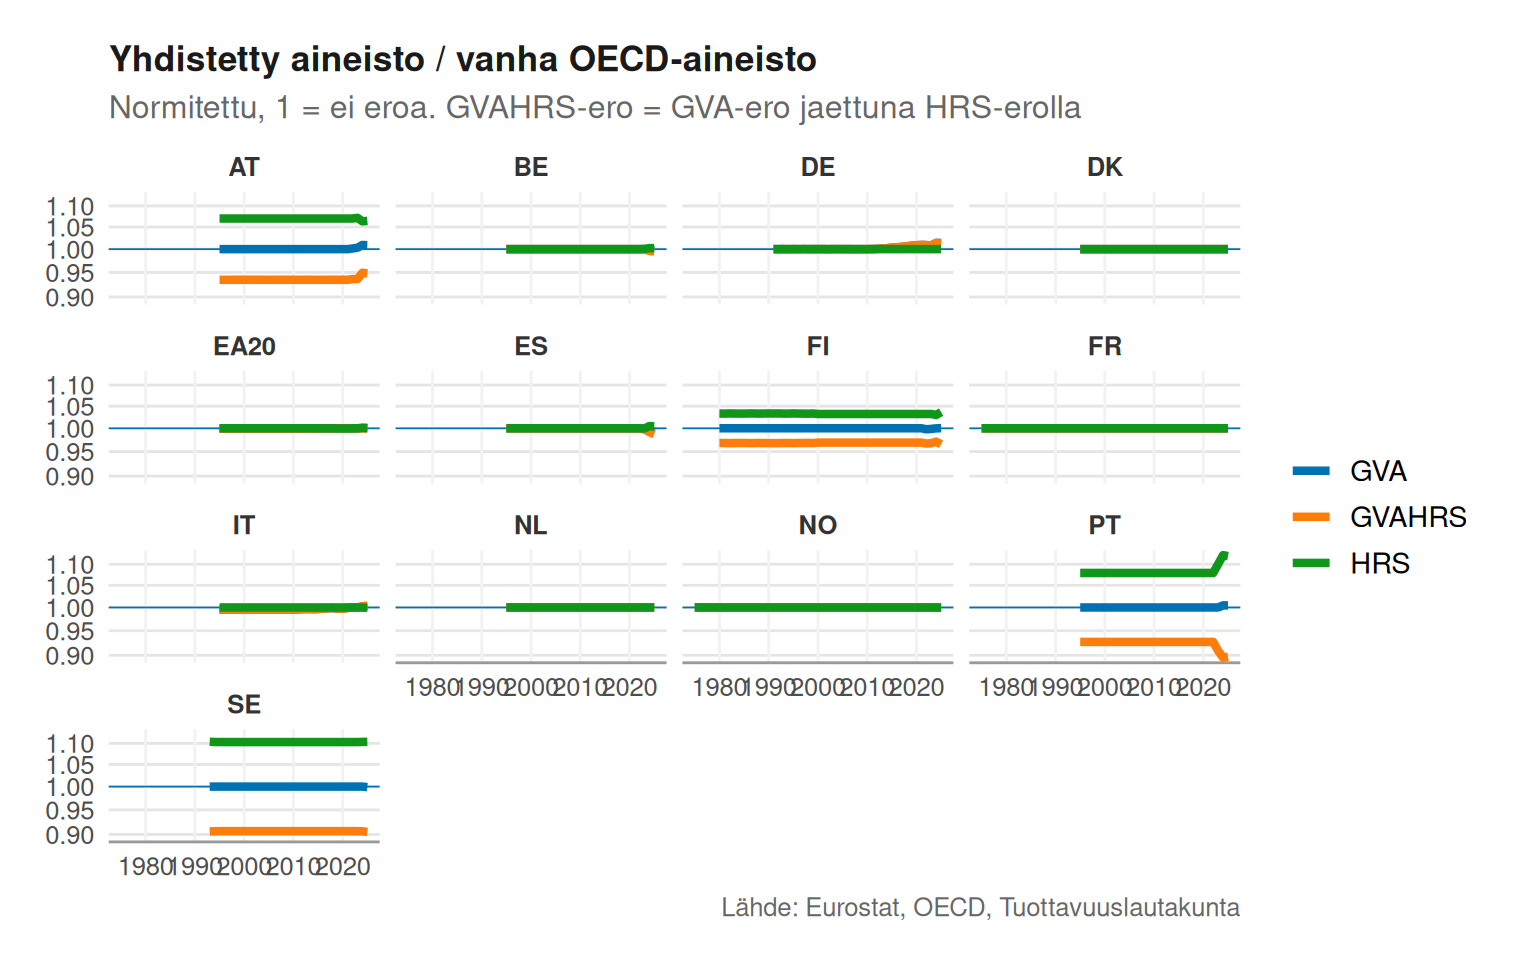 Yhdistetty aineisto / vanha OECD-aineisto
Normitettu, 1 = ei eroa. GVAHRS-ero = GVA-ero jaettuna HRS-erolla
AT BE DE DK
1.10
1.05
1.00
0.95
0.90
EA20 ES FI FR
1.10
1.05
1.00
0.95
0.90
GVA
GVAHRS
HRS
IT NL NO PT
1.10
1.05
1.00
0.95
0.90
1980 1990 2000 2010 2020 1980 1990 2000 2010 2020 1980 1990 2000 2010 2020
SE
1.10
1.05
1.00
0.95
0.90
1980 1990 2000 2010 2020
Lähde: Eurostat, OECD, Tuottavuuslautakunta